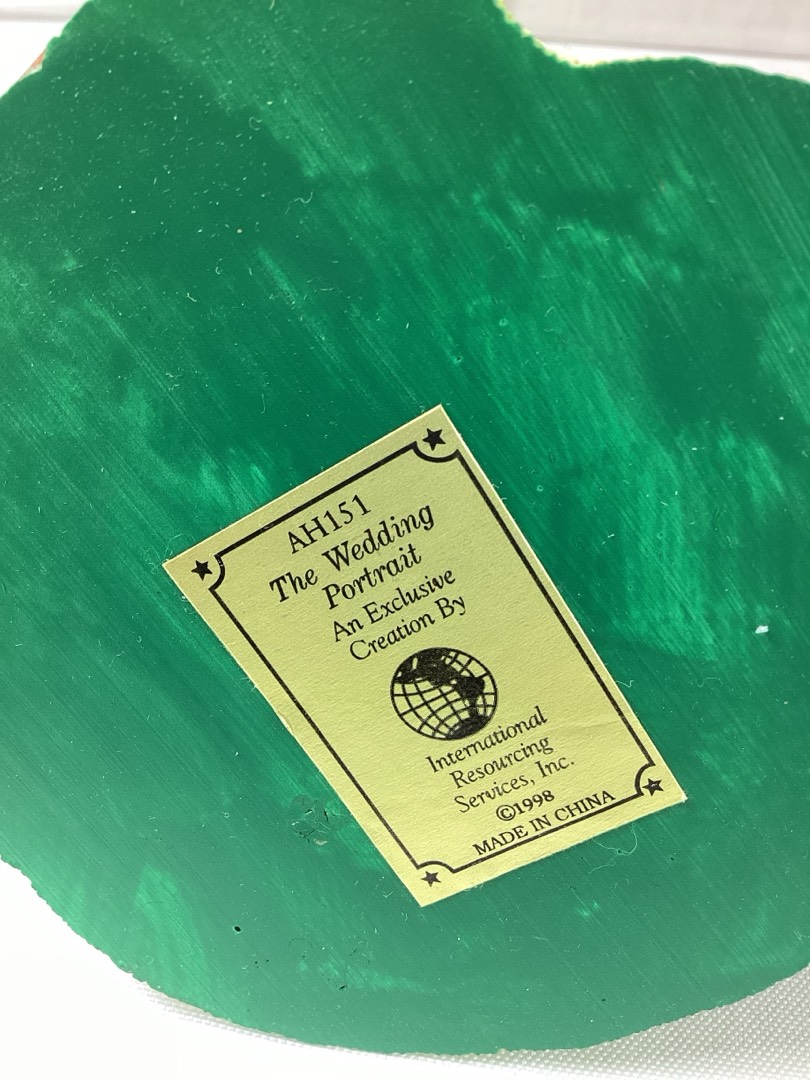 AH151
The Wedding
Portrait
An Exclusive
Creation By
International
Resourcing
Services, Inc.
©1998
MADE IN CHINA